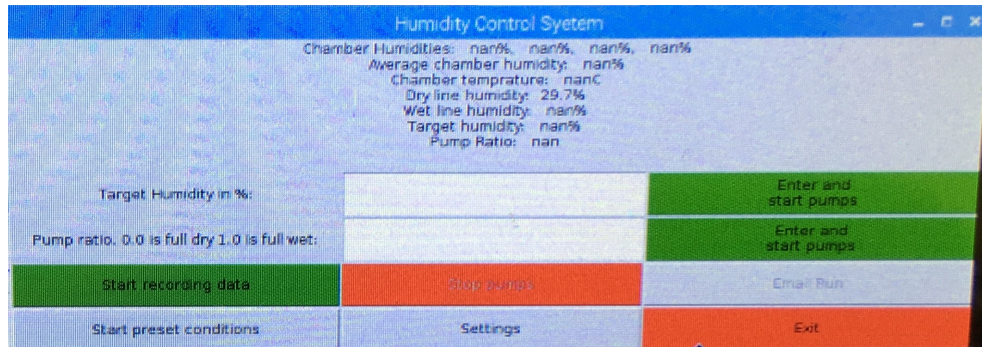 Humidity Control Syetem
Chamber Humidities: nan%, nan%, nan%, nan%
Average chamber humidity: nan%
Chamber temprature: nanC
Dry line humidity: 29.7%
Wet line humidity: nan%
Target humidity: nan%
Pump Ratio: nan
Target Humidity in %:
Enter and
start pumps
Pump ratio. 0.0 is full dry 1.0 is full wet:
Enter and
start pumps
Start recording data
Stop pumps
Email Run
Start preset conditions
Settings
Exit